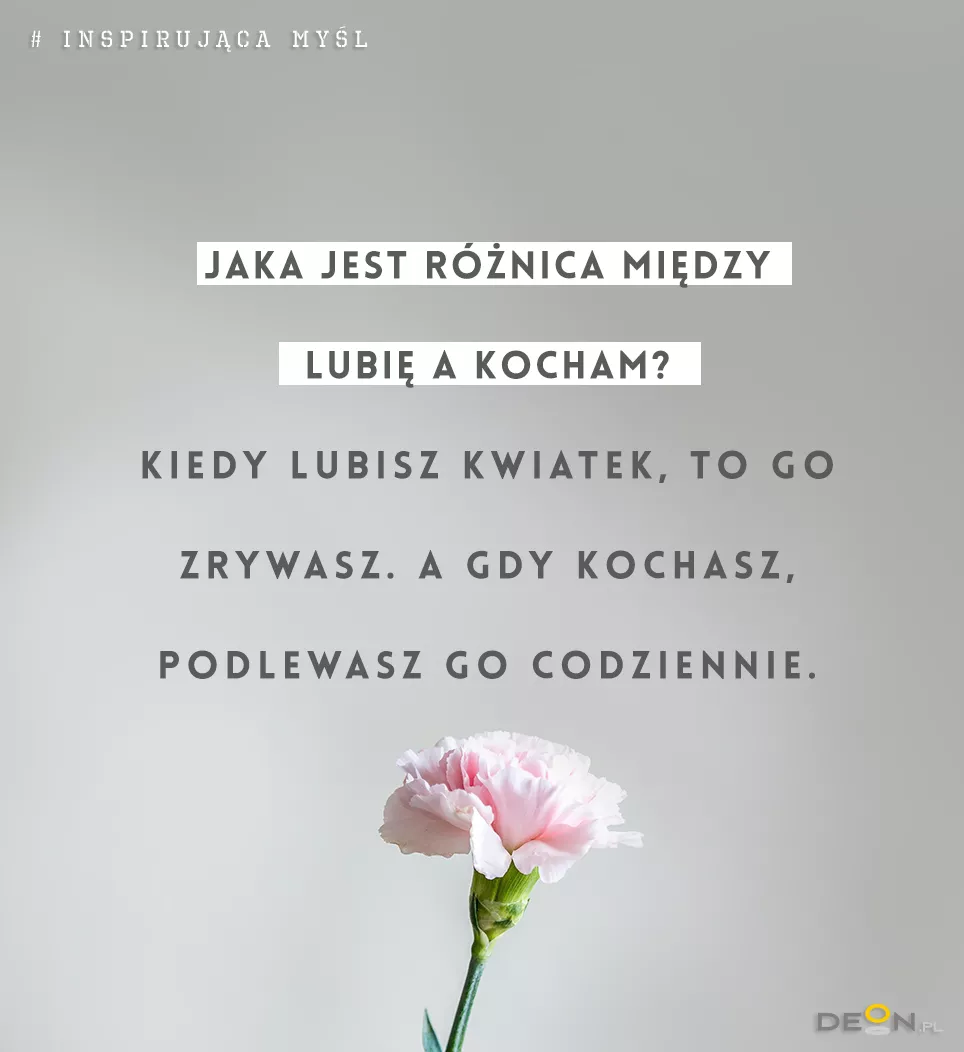 # INSPIRUJĄCA MYŚL
JAKA JEST RÓŻNICA MIĘDZY
LUBIĘ A KOCHAM?
KIEDY LUBISZ KWIATEK, TO GO
ZRYWASZ. A GDY KOCHASZ,
PODLEWASZ GO CODZIENNIE.
DEON.PL